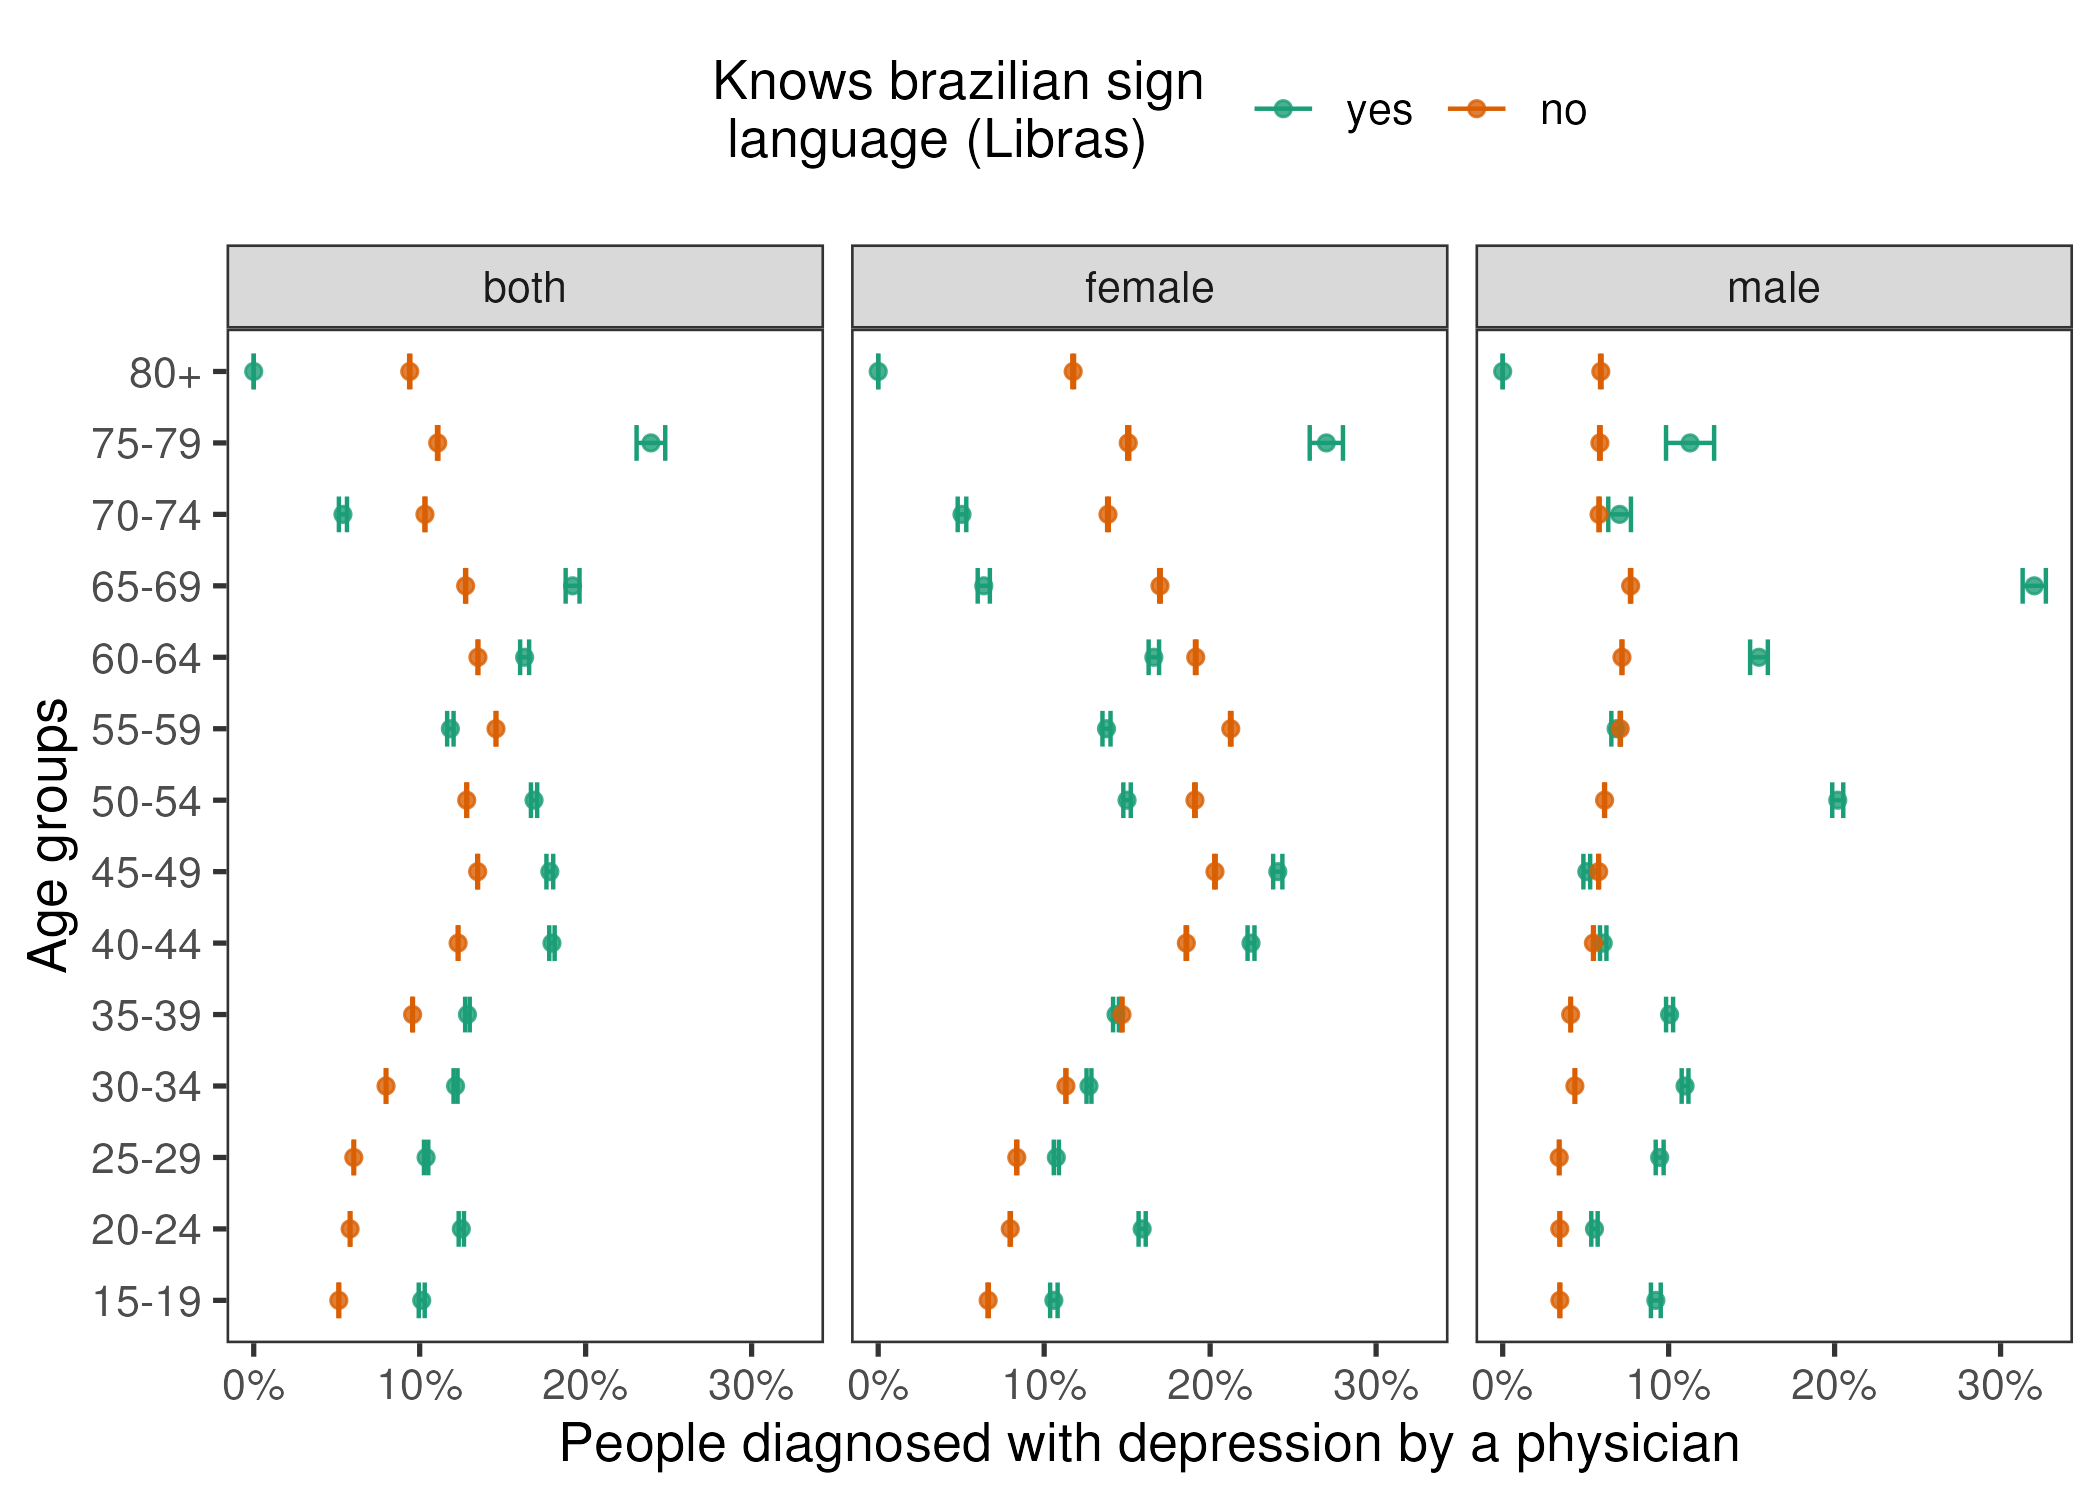 Knows brazilian sign
language (Libras)
yes
no
both
female
male
Age groups
80+
75-79
70-74
65-69
60-64
55-59
50-54
45-49
40-44
35-39
30-34
25-29
20-24
15-19
0% 10% 20% 30%
0% 10% 20% 30%
0% 10% 20% 30%
People diagnosed with depression by a physician